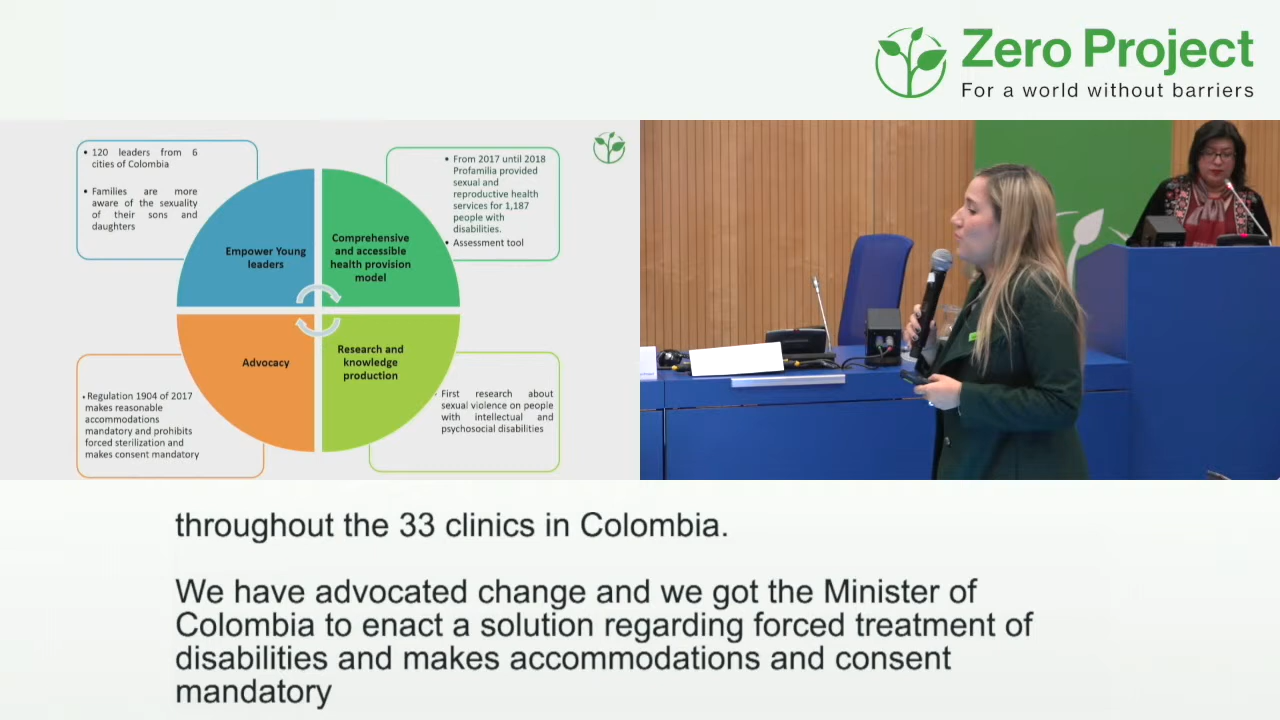 Zero Project
For a world without barriers
• 120 leaders from 6
cities of Colombia
• Families are more
aware of the sexuality
of their sons and
daughters
Empower Young
leaders
Comprehensive
and accessible
health provision
model
• From 2017 until 2018
Profamilia provided
sexual and
reproductive health
services for 1,187
people with
disabilities.
• Assessment tool
Advocacy
Research and
knowledge
production
• Regulation 1904 of 2017
makes reasonable
accommodations
mandatory and prohibits
forced sterilization and
makes consent mandatory
First research about
sexual violence on people
with intellectual and
psychosocial disabilities
throughout the 33 clinics in Colombia.
We have advocated change and we got the Minister of
Colombia to enact a solution regarding forced treatment of
disabilities and makes accommodations and consent
mandatory